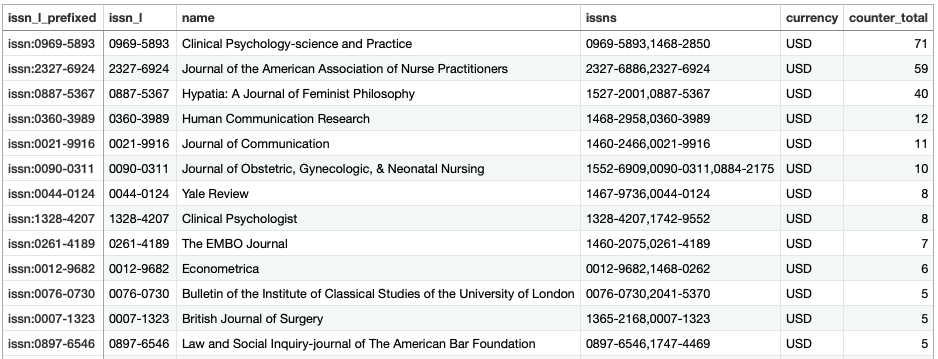 issn_l_prefixed issn_l name issns currency counter_total
issn:0969-5893 0969-5893 Clinical Psychology-science and Practice 0969-5893,1468-2850 USD 71
issn:2327-6924 2327-6924 Journal of the American Association of Nurse Practitioners 2327-6886,2327-6924 USD 59
issn:0887-5367 0887-5367 Hypatia: A Journal of Feminist Philosophy 1527-2001,0887-5367 USD 40
issn:0360-3989 0360-3989 Human Communication Research 1468-2958,0360-3989 USD 12
issn:0021-9916 0021-9916 Journal of Communication 1460-2466,0021-9916 USD 11
issn:0090-0311 0090-0311 Journal of Obstetric, Gynecologic, & Neonatal Nursing 1552-6909,0090-0311,0884-2175 USD 10
issn:0044-0124 0044-0124 Yale Review 1467-9736,0044-0124 USD 8
issn:1328-4207 1328-4207 Clinical Psychologist 1328-4207,1742-9552 USD 8
issn:0261-4189 0261-4189 The EMBO Journal 1460-2075,0261-4189 USD 7
issn:0012-9682 0012-9682 Econometrica 0012-9682,1468-0262 USD 6
issn:0076-0730 0076-0730 Bulletin of the Institute of Classical Studies of the University of London 0076-0730,2041-5370 USD 5
issn:0007-1323 0007-1323 British Journal of Surgery 1365-2168,0007-1323 USD 5
issn:0897-6546 0897-6546 Law and Social Inquiry-journal of The American Bar Foundation 0897-6546,1747-4469 USD 5